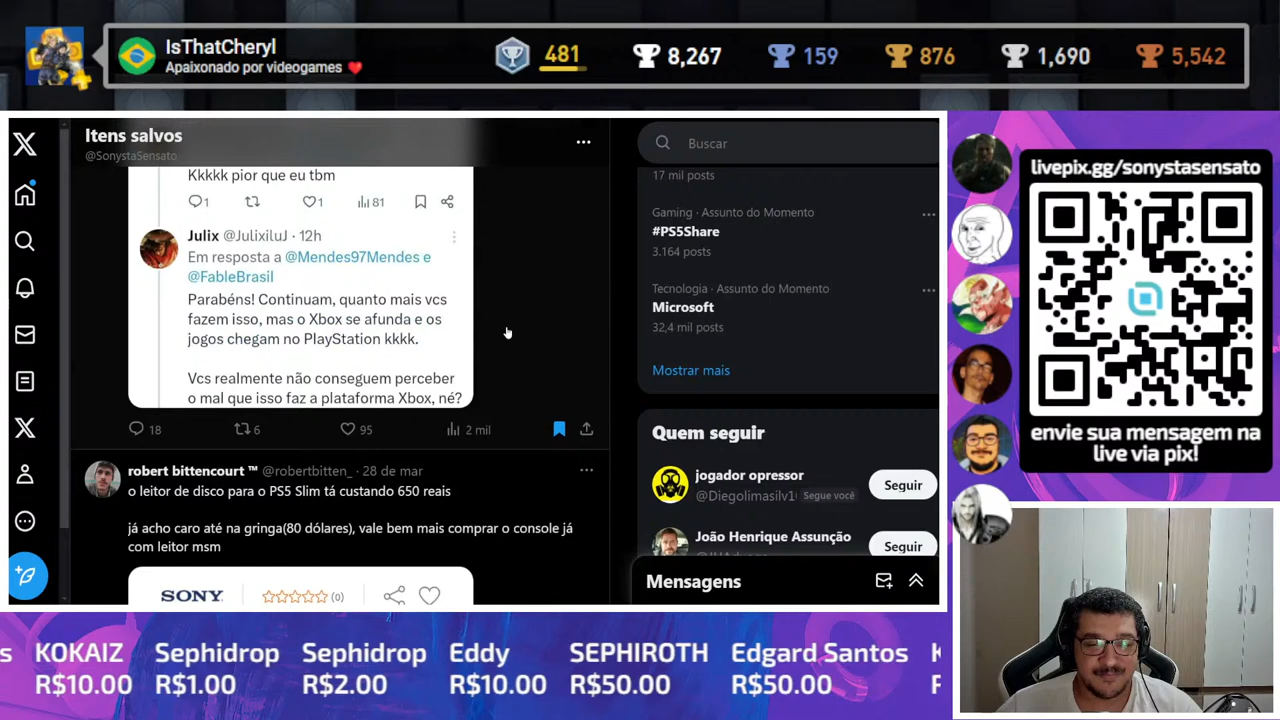 IsThatCheryl
Apaixonado por videogames ❤
481
8,267
159
876
1,690
5,542
Itens salvos
@SonystaSensato
Kkkkk pior que eu tbm
1
1
81
Julix @JulixiluJ · 12h
Em resposta a @Mendes97Mendes e
@FableBrasil
Parabéns! Continuam, quanto mais vcs
fazem isso, mas o Xbox se afunda e os
jogos chegam no PlayStation kkkk.
Vcs realmente não conseguem perceber
o mal que isso faz a plataforma Xbox, né?
18
6
95
2 mil
robert bittencourt ™ @robertbitten_ · 28 de mar
o leitor de disco para o PS5 Slim tá custando 650 reais
já acho caro até na gringa(80 dólares), vale bem mais comprar o console já
com leitor msm
SONY
(0)
Buscar
17 mil posts
Gaming · Assunto do Momento
#PS5Share
3.164 posts
Tecnologia · Assunto do Momento
Microsoft
32,4 mil posts
Mostrar mais
Quem seguir
jogador opressor
@Diegolimasilv1 Segue você
Seguir
João Henrique Assunção
Seguir
Mensagens
livepix.gg/sonystasensato
envie sua mensagem na
live via pix!
s
KOKAIZ
R$10.00
Sephidrop
R$1.00
Sephidrop
R$2.00
Eddy
R$10.00
SEPHIROTH
R$50.00
Edgard Santos
R$50.00